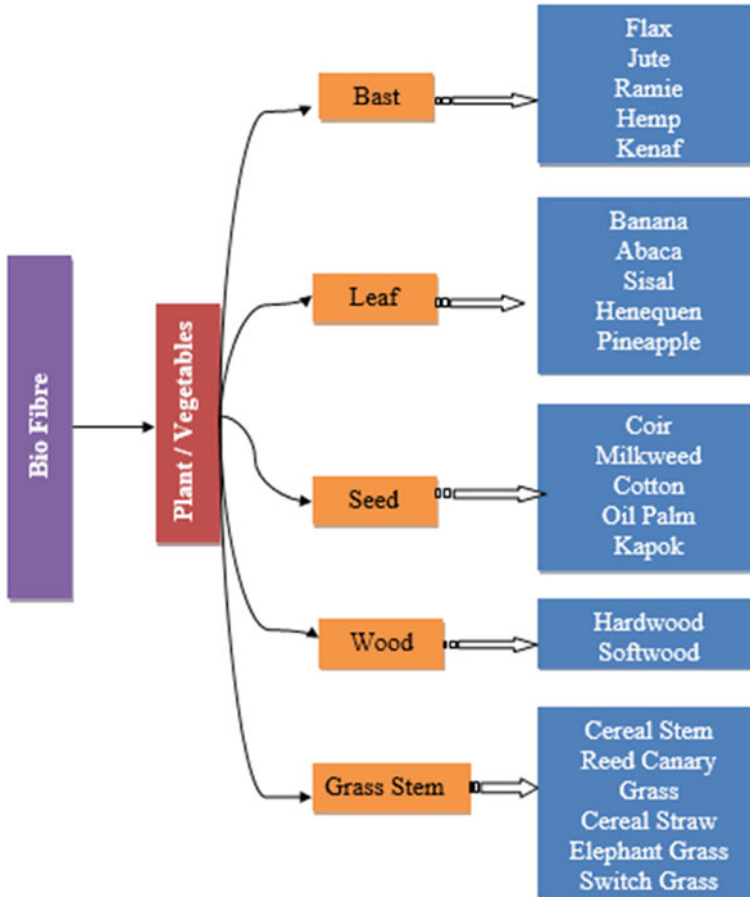 Bio Fibre
Plant / Vegetables
Bast
Flax
Jute
Ramie
Hemp
Kenaf
Leaf
Banana
Abaca
Sisal
Henequen
Pineapple
Seed
Coir
Milkweed
Cotton
Oil Palm
Kapok
Wood
Hardwood
Softwood
Grass Stem
Cereal Stem
Reed Canary
Grass
Cereal Straw
Elephant Grass
Switch Grass